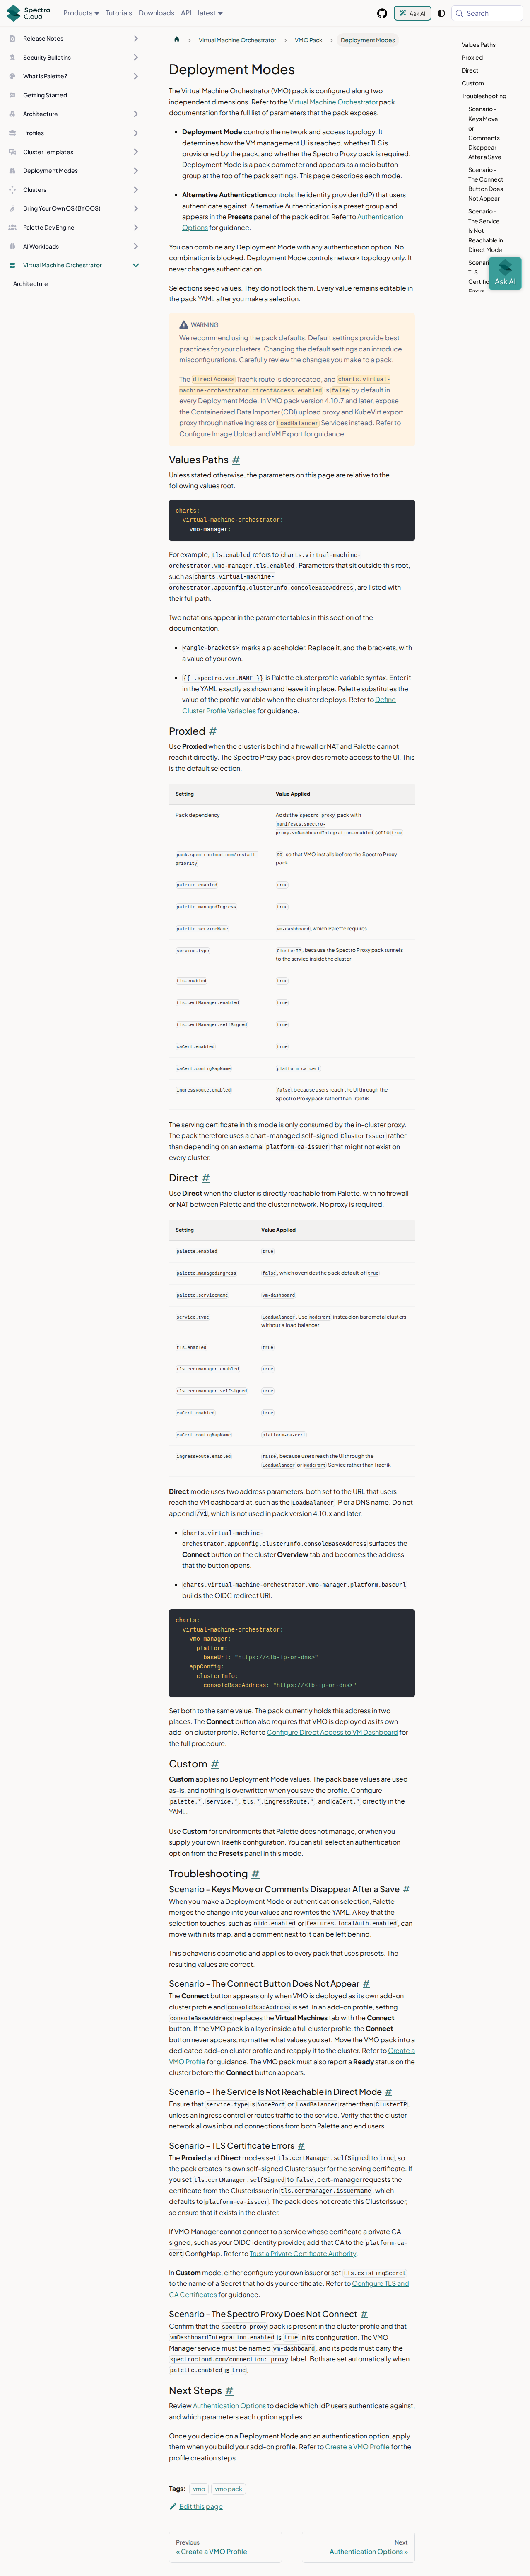 Spectro Cloud
Products
Tutorials
Downloads
API
latest
Ask AI
Search
Release Notes
Security Bulletins
What is Palette?
Getting Started
Architecture
Profiles
Cluster Templates
Deployment Modes
Clusters
Bring Your Own OS (BYOOS)
Palette Dev Engine
AI Workloads
Virtual Machine Orchestrator
Architecture
Virtual Machine Orchestrator
VMO Pack
Deployment Modes
Deployment Modes
The Virtual Machine Orchestrator (VMO) pack is configured along two
independent dimensions. Refer to the Virtual Machine Orchestrator pack
documentation for the full list of parameters that the pack exposes.
Deployment Mode controls the network and access topology. It
determines how the VM management UI is reached, whether TLS is
provisioned by the pack, and whether the Spectro Proxy pack is required.
Deployment Mode is a pack parameter and appears as a radio button
group at the top of the pack settings. This page describes each mode.
Alternative Authentication controls the identity provider (IdP) that users
authenticate against. Alternative Authentication is a preset group and
appears in the Presets panel of the pack editor. Refer to Authentication
Options for guidance.
You can combine any Deployment Mode with any authentication option. No
combination is blocked. Deployment Mode controls network topology only. It
never changes authentication.
Selections seed values. They do not lock them. Every value remains editable in
the pack YAML after you make a selection.
WARNING
We recommend using the pack defaults. Default settings provide best
practices for your clusters. Changing the default settings can introduce
misconfigurations. Carefully review the changes you make to a pack.
The directAccess Traefik route is deprecated, and charts.virtual-
machine-orchestrator.directAccess.enabled is false by default in
every Deployment Mode. In VMO pack version 4.10.7 and later, expose
the Containerized Data Importer (CDI) upload proxy and KubeVirt export
proxy through native Ingress or LoadBalancer Services instead. Refer to
Configure Image Upload and VM Export for guidance.
Values Paths #
Unless stated otherwise, the parameters on this page are relative to the
following values root.
charts:
virtual-machine-orchestrator:
vmo-manager:
For example, tls.enabled refers to charts.virtual-machine-
orchestrator.vmo-manager.tls.enabled. Parameters that sit outside this root,
such as charts.virtual-machine-
orchestrator.appConfig.clusterInfo.consoleBaseAddress, are listed with
their full path.
Two notations appear in the parameter tables in this section of the
documentation.
<angle-brackets> marks a placeholder. Replace it, and the brackets, with
a value of your own.
{{ .spectro.var.NAME }} is Palette cluster profile variable syntax. Enter it
in the YAML exactly as shown and leave it in place. Palette substitutes the
value of the profile variable when the cluster deploys. Refer to Define
Cluster Profile Variables for guidance.
Proxied #
Use Proxied when the cluster is behind a firewall or NAT and Palette cannot
reach it directly. The Spectro Proxy pack provides remote access to the UI. This
is the default selection.
Setting Value Applied
Pack dependency Adds the spectro-proxy pack with
manifests.spectro-
proxy.vmDashboardIntegration.enabled set to true
pack.spectrocloud.com/install-
priority 00, so that VMO installs before the Spectro Proxy
pack
palette.enabled true
palette.managedIngress true
palette.serviceName vm-dashboard, which Palette requires
service.type ClusterIP, because the Spectro Proxy pack tunnels
to the service inside the cluster
tls.enabled true
tls.certManager.enabled true
tls.certManager.selfSigned true
caCert.enabled true
caCert.configMapName platform-ca-cert
ingressRoute.enabled false, because users reach the UI through the
Spectro Proxy pack rather than Traefik
The serving certificate in this mode is only consumed by the in-cluster proxy.
The pack therefore uses a chart-managed self-signed ClusterIssuer rather
than depending on an external platform-ca-issuer that might not exist on
every cluster.
Direct #
Use Direct when the cluster is directly reachable from Palette, with no firewall
or NAT between Palette and the cluster network. No proxy is required.
Setting Value Applied
palette.enabled true
palette.managedIngress false, which overrides the pack default of true
palette.serviceName vm-dashboard
service.type LoadBalancer. Use NodePort instead on bare metal clusters
without a load balancer.
tls.enabled true
tls.certManager.enabled true
tls.certManager.selfSigned true
caCert.enabled true
caCert.configMapName platform-ca-cert
ingressRoute.enabled false, because users reach the UI through the
LoadBalancer or NodePort Service rather than Traefik
Direct mode uses two address parameters, both set to the URL that users
reach the VM dashboard at, such as the LoadBalancer IP or a DNS name. Do not
append /v1, which is not used in pack version 4.10.x and later.
charts.virtual-machine-
orchestrator.appConfig.clusterInfo.consoleBaseAddress surfaces the
Connect button on the cluster Overview tab and becomes the address
that the button opens.
charts.virtual-machine-orchestrator.vmo-manager.platform.baseUrl
builds the OIDC redirect URI.
charts:
virtual-machine-orchestrator:
vmo-manager:
platform:
baseUrl: "https://<lb-ip-or-dns>"
appConfig:
clusterInfo:
consoleBaseAddress: "https://<lb-ip-or-dns>"
Set both to the same value. The pack currently holds this address in two
places. The Connect button also requires that VMO is deployed as its own
add-on cluster profile. Refer to Configure Direct Access to VM Dashboard for
the full procedure.
Custom #
Custom applies no Deployment Mode values. The pack base values are used
as-is, and nothing is overwritten when you save the profile. Configure
palette.*, service.*, tls.*, ingressRoute.*, and caCert.* directly in the
YAML.
Use Custom for environments that Palette does not manage, or when you
supply your own Traefik configuration. You can still select an authentication
option from the Presets panel in this mode.
Troubleshooting #
Scenario - Keys Move or Comments Disappear After a Save #
When you make a Deployment Mode or authentication selection, Palette
merges the change into your values and rewrites the YAML. A key that the
selection touches, such as oidc.enabled or features.localAuth.enabled, can
move within its map, and a comment next to it can be left behind.
This behavior is cosmetic and applies to every pack that uses presets. The
resulting values are correct.
Scenario - The Connect Button Does Not Appear #
The Connect button appears only when VMO is deployed as its own add-on
cluster profile and consoleBaseAddress is set. In an add-on profile, setting
consoleBaseAddress replaces the Virtual Machines tab with the Connect
button. If the VMO pack is a layer inside a full cluster profile, the Connect
button never appears, no matter what values you set. Move the VMO pack into a
dedicated add-on cluster profile and reapply it to the cluster. Refer to Create a
VMO Profile for guidance. The VMO pack must also report a Ready status on the
cluster before the Connect button appears.
Scenario - The Service Is Not Reachable in Direct Mode #
Ensure that service.type is NodePort or LoadBalancer rather than ClusterIP,
unless an ingress controller routes traffic to the service. Verify that the cluster
network allows inbound connections from both Palette and end users.
Scenario - TLS Certificate Errors #
The Proxied and Direct modes set tls.certManager.selfSigned to true, so
the pack creates its own self-signed ClusterIssuer for the serving certificate. If
you set tls.certManager.selfSigned to false, cert-manager requests the
certificate from the ClusterIssuer in tls.certManager.issuerName, which
defaults to platform-ca-issuer. The pack does not create this ClusterIssuer,
so ensure that it exists in the cluster.
If VMO Manager cannot connect to a service whose certificate a private CA
signed, such as your OIDC identity provider, add that CA to the platform-ca-
cert ConfigMap. Refer to Trust a Private Certificate Authority.
In Custom mode, either configure your own issuer or set tls.existingSecret
to the name of a Secret that holds your certificate. Refer to Configure TLS and
CA Certificates for guidance.
Scenario - The Spectro Proxy Does Not Connect #
Confirm that the spectro-proxy pack is present in the cluster profile and that
vmDashboardIntegration.enabled is true in its configuration. The VMO
Manager service must be named vm-dashboard, and its pods must carry the
spectrocloud.com/connection: proxy label. Both are set automatically when
palette.enabled is true.
Next Steps #
Review Authentication Options to decide which IdP users authenticate against,
and which parameters each option applies.
Once you decide on a Deployment Mode and an authentication option, apply
them when you build your add-on profile. Refer to Create a VMO Profile for the
profile creation steps.
Tags: vmo vmo pack
Edit this page
Previous
« Create a VMO Profile
Next
Authentication Options »
Values Paths
Proxied
Direct
Custom
Troubleshooting
Scenario -
Keys Move
or
Comments
Disappear
After a Save
Scenario -
The Connect
Button Does
Not Appear
Scenario -
The Service
Is Not
Reachable in
Direct Mode
TLS
Errors
Ask AI